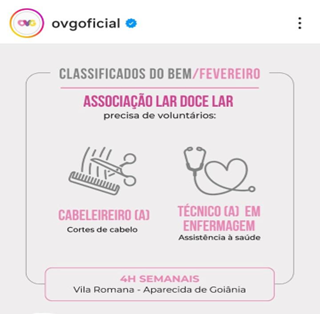 OVG
ovgoficial
CLASSIFICADOS DO BEM/FEVEREIRO
ASSOCIAÇÃO LAR DOCE LAR
precisa de voluntários:
CABELEIREIRO (A)
Cortes de cabelo
TÉCNICO (A) EM
ENFERMAGEM
Assistência à saúde
4H SEMANAIS
Vila Romana - Aparecida de Goiânia